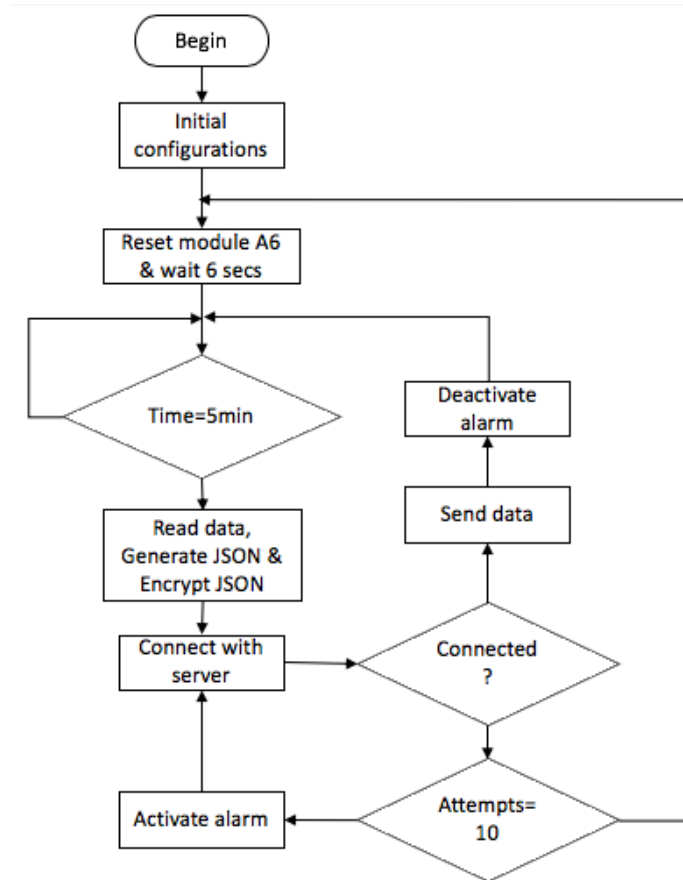 Begin
Initial
configurations
Reset module A6
& wait 6 secs
Time=5min
Deactivate
alarm
Send data
Read data,
Generate JSON &
Encrypt JSON
Connect with
server
Connected
?
Activate alarm
Attempts=
10